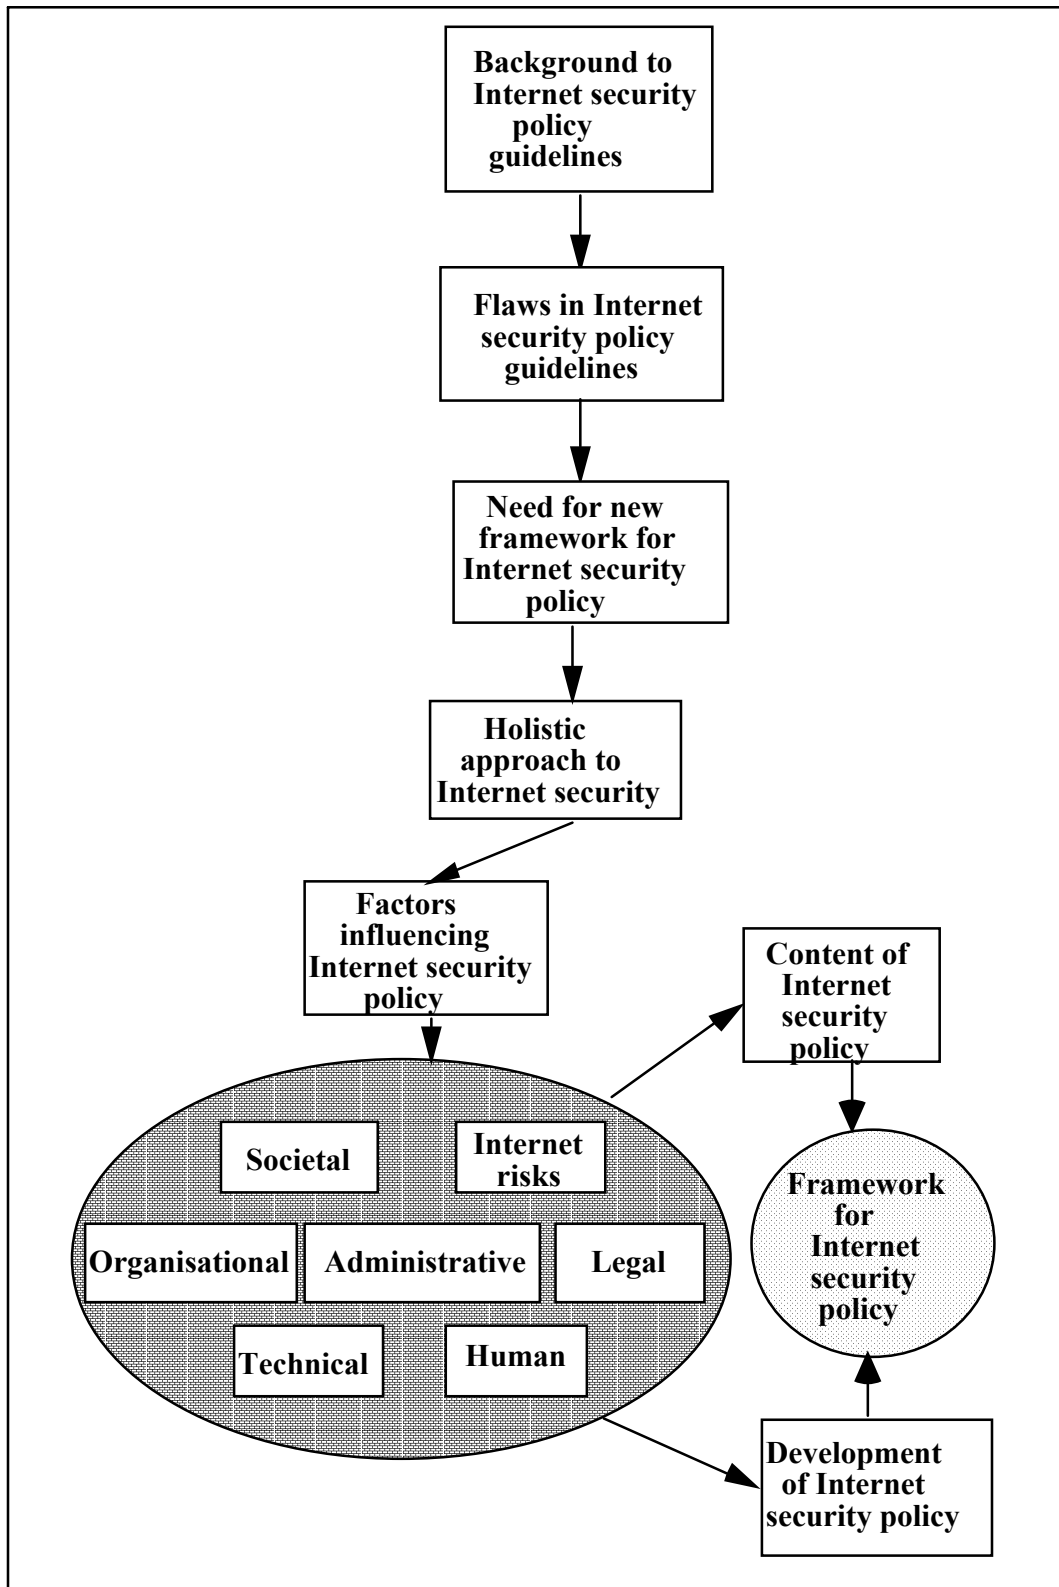 Background to
Internet security
policy
guidelines
Flaws in Internet
security policy
guidelines
Need for new
framework for
Internet security
policy
Holistic
approach to
Internet security
Factors
influencing
Internet security
policy
Content of
Internet
security
policy
Societal
Internet
risks
Organisational
Administrative
Legal
Technical
Human
Framework
for
Internet
security
policy
Development
of Internet
security policy